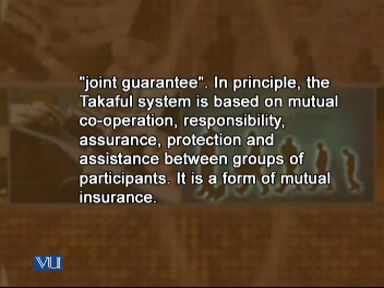 "joint guarantee". In principle, the
Takaful system is based on mutual
co-operation, responsibility,
assurance, protection and
assistance between groups of
participants. It is a form of mutual
insurance.
VU